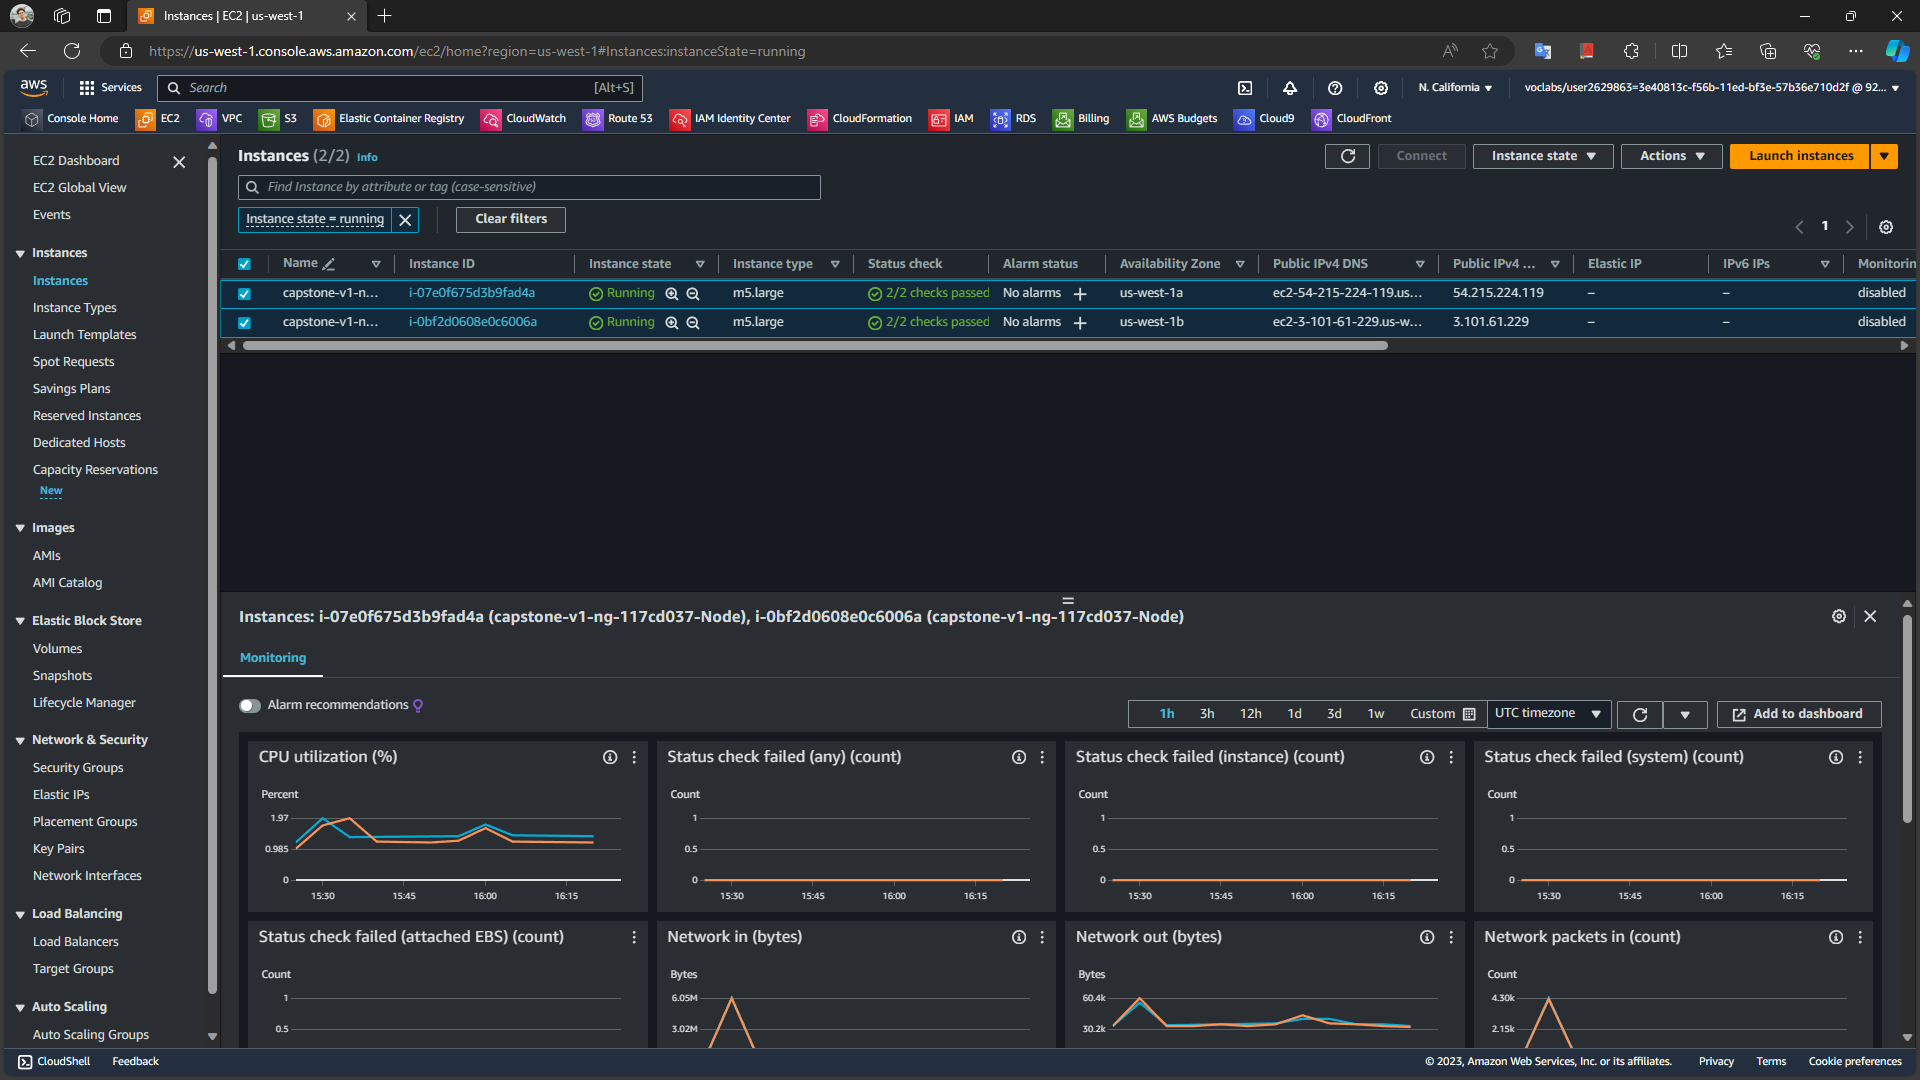 Instances | EC2 | us-west-1
https://us-west-1.console.aws.amazon.com/ec2/home?region=us-west-1#Instances:instanceState=running
aws
Services
Search
[Alt+S]
N. California
voclabs/user2629863=3e40813c-f56b-11ed-bf3e-57b36e710d2f @ 92...
Console Home
EC2
VPC
S3
Elastic Container Registry
CloudWatch
Route 53
IAM Identity Center
CloudFormation
IAM
RDS
Billing
AWS Budgets
Cloud9
CloudFront
EC2 Dashboard
EC2 Global View
Events
Instances
Instances
Instance Types
Launch Templates
Spot Requests
Savings Plans
Reserved Instances
Dedicated Hosts
Capacity Reservations
New
Images
AMIs
AMI Catalog
Elastic Block Store
Volumes
Snapshots
Lifecycle Manager
Network & Security
Security Groups
Elastic IPs
Placement Groups
Key Pairs
Network Interfaces
Load Balancing
Load Balancers
Target Groups
Auto Scaling
Auto Scaling Groups
Instances (2/2) Info
Connect
Instance state
Actions
Launch instances
Find Instance by attribute or tag (case-sensitive)
Instance state = running
Clear filters
1
Name Instance ID Instance state Instance type Status check Alarm status Availability Zone Public IPv4 DNS Public IPv4 ... Elastic IP IPv6 IPs Monitorin
capstone-v1-n... i-07e0f675d3b9fad4a Running m5.large 2/2 checks passed No alarms + us-west-1a ec2-54-215-224-119.us... 54.215.224.119 – – disabled
capstone-v1-n... i-0bf2d0608e0c6006a Running m5.large 2/2 checks passed No alarms + us-west-1b ec2-3-101-61-229.us-w... 3.101.61.229 – – disabled
Instances: i-07e0f675d3b9fad4a (capstone-v1-ng-117cd037-Node), i-0bf2d0608e0c6006a (capstone-v1-ng-117cd037-Node)
Monitoring
Alarm recommendations
1h 3h 12h 1d 3d 1w Custom
UTC timezone
Add to dashboard
CPU utilization (%)
Percent
1.97
0.985
0
15:30 15:45 16:00 16:15
Status check failed (any) (count)
Count
1
0.5
0
15:30 15:45 16:00 16:15
Status check failed (instance) (count)
Count
1
0.5
0
15:30 15:45 16:00 16:15
Status check failed (system) (count)
Count
1
0.5
0
15:30 15:45 16:00 16:15
Status check failed (attached EBS) (count)
Count
1
0.5
Network in (bytes)
Bytes
6.05M
3.02M
Network out (bytes)
Bytes
60.4k
30.2k
Network packets in (count)
Count
4.30k
2.15k
CloudShell
Feedback
© 2023, Amazon Web Services, Inc. or its affiliates.
Privacy
Terms
Cookie preferences